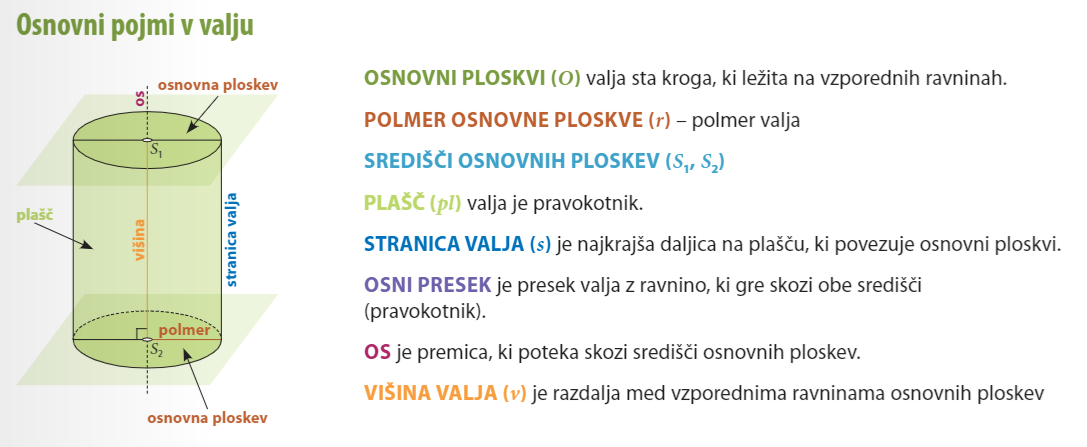 Osnovni pojmi v valju
osnovna ploskev
os
S1
plašč
višina
stranica valja
polmer
S2
osnovna ploskev
OSNOVNI PLOSKVI (O) valja sta kroga, ki ležita na vzporednih ravninah.
POLMER OSNOVNE PLOSKVE (r) – polmer valja
SREDIŠČI OSNOVNIH PLOSKEV (S1, S2)
PLAŠČ (pl) valja je pravokotnik.
STRANICA VALJA (s) je najkrajša daljica na plašču, ki povezuje osnovni ploskvi.
OSNI PRESEK je presek valja z ravnino, ki gre skozi obe središči
(pravokotnik).
OS je premica, ki poteka skozi središči osnovnih ploskev.
VIŠINA VALJA (v) je razdalja med vzporednima ravninama osnovnih ploskev